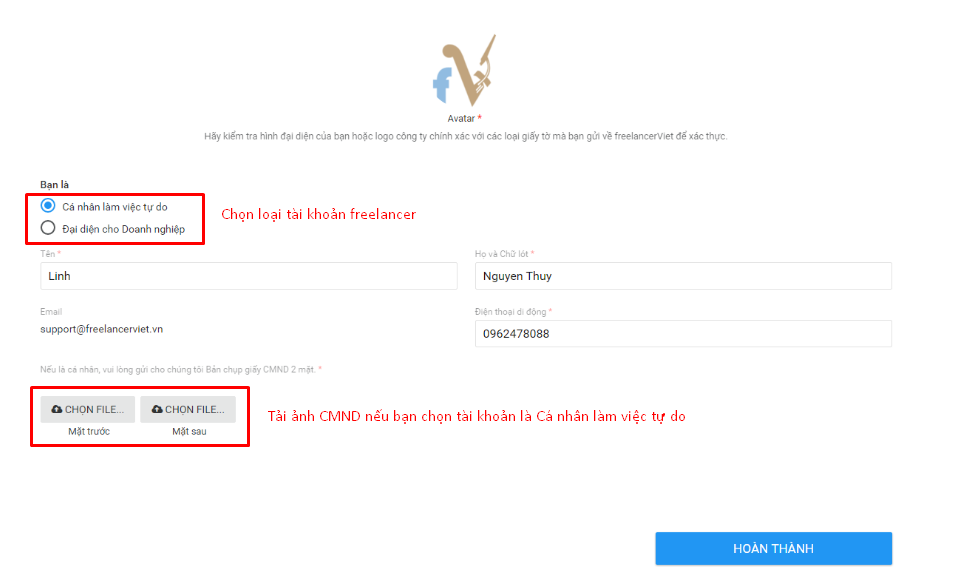 fV
Avatar *
Hãy kiểm tra hình đại diện của bạn hoặc logo công ty chính xác với các loại giấy tờ mà bạn gửi về freelancerViet để xác thực.
Bạn là
Cá nhân làm việc tự do
Chọn loại tài khoản freelancer
Đại diện cho Doanh nghiệp
Tên *
Họ và Chữ lót *
Linh
Nguyen Thuy
Email
Điện thoại di động *
support@freelancerviet.vn
0962478088
Nếu là cá nhân, vui lòng gửi cho chúng tôi Bản chụp giấy CMND 2 mặt. *
CHỌN FILE...
CHỌN FILE...
Tải ảnh CMND nếu bạn chọn tài khoản là Cá nhân làm việc tự do
Mặt trước
Mặt sau
HOÀN THÀNH